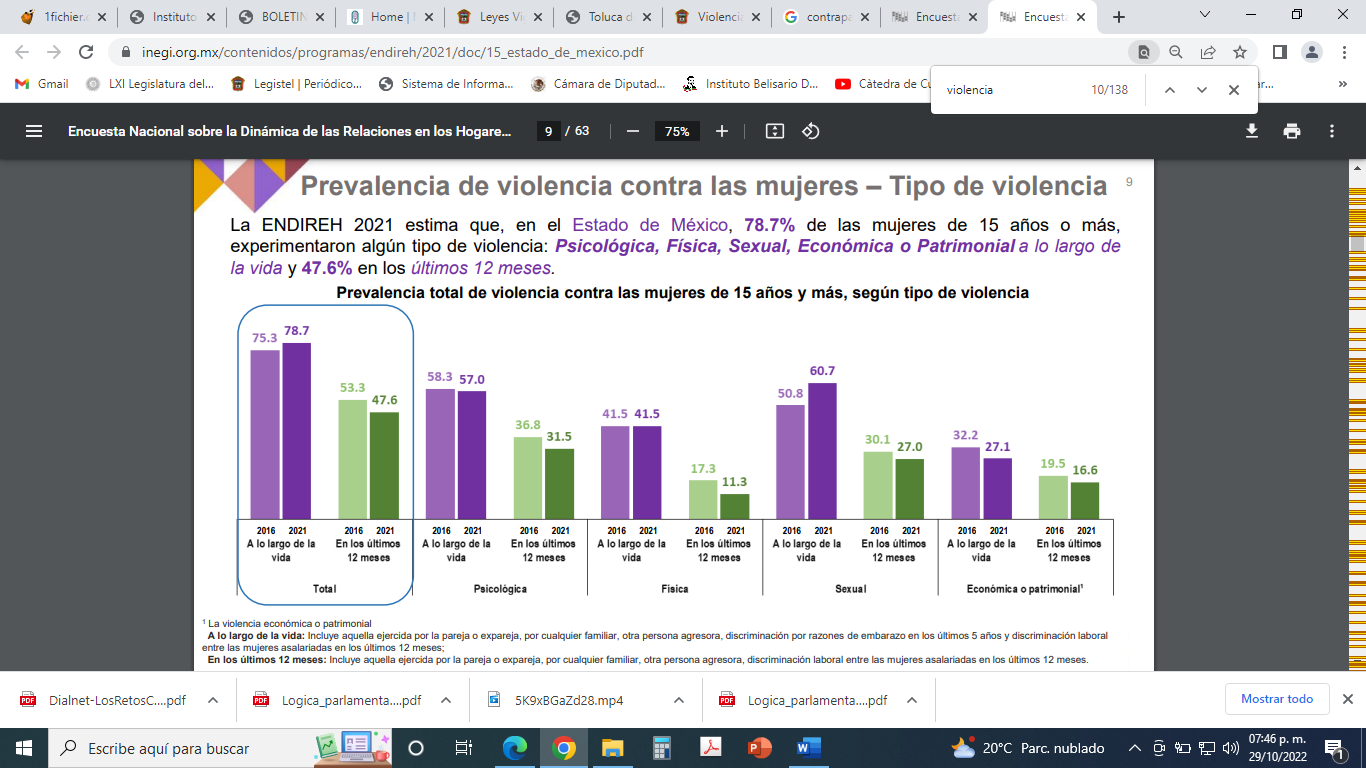 1fichier.c
Instituto
BOLETIN
Home | I
Leyes Vi
Toluca d
Violencia
contrapa
Encuesta
Encuesta
inegi.org.mx/contenidos/programas/endireh/2021/doc/15_estado_de_mexico.pdf
Gmail
LXI Legislatura del...
Legistel | Periódico...
Sistema de Informa...
Cámara de Diputad...
Instituto Belisario D...
Càtedra de Cu
ar...
»
violencia
10/138
Encuesta Nacional sobre la Dinámica de las Relaciones en los Hogare...
9 / 63
75%
Prevalencia de violencia contra las mujeres – Tipo de violencia
9
La ENDIREH 2021 estima que, en el Estado de México, 78.7% de las mujeres de 15 años o más,
experimentaron algún tipo de violencia: Psicológica, Física, Sexual, Económica o Patrimonial a lo largo de
la vida y 47.6% en los últimos 12 meses.
Prevalencia total de violencia contra las mujeres de 15 años y más, según tipo de violencia
75.3 78.7
53.3 47.6
58.3 57.0
36.8 31.5
41.5 41.5
17.3 11.3
50.8 60.7
30.1 27.0
32.2 27.1
19.5 16.6
2016 2021 2016 2021 2016 2021 2016 2021 2016 2021 2016 2021 2016 2021 2016 2021 2016 2021 2016 2021
A lo largo de la En los últimos A lo largo de la En los últimos A lo largo de la En los últimos A lo largo de la En los últimos A lo largo de la En los últimos
vida 12 meses vida 12 meses vida 12 meses vida 12 meses vida 12 meses
Total Psicológica Física Sexual Económica o patrimonial¹
¹ La violencia económica o patrimonial
A lo largo de la vida: Incluye aquella ejercida por la pareja o expareja, por cualquier familiar, otra persona agresora, discriminación por razones de embarazo en los últimos 5 años y discriminación laboral
entre las mujeres asalariadas en los últimos 12 meses;
En los últimos 12 meses: Incluye aquella ejercida por la pareja o expareja, por cualquier familiar, otra persona agresora, discriminación laboral entre las mujeres asalariadas en los últimos 12 meses.
Dialnet-LosRetosC....pdf
Logica_parlamenta....pdf
5K9xBGaZd28.mp4
Logica_parlamenta....pdf
Mostrar todo
Escribe aquí para buscar
20°C Parc. nublado
07:46 p. m.
29/10/2022
1